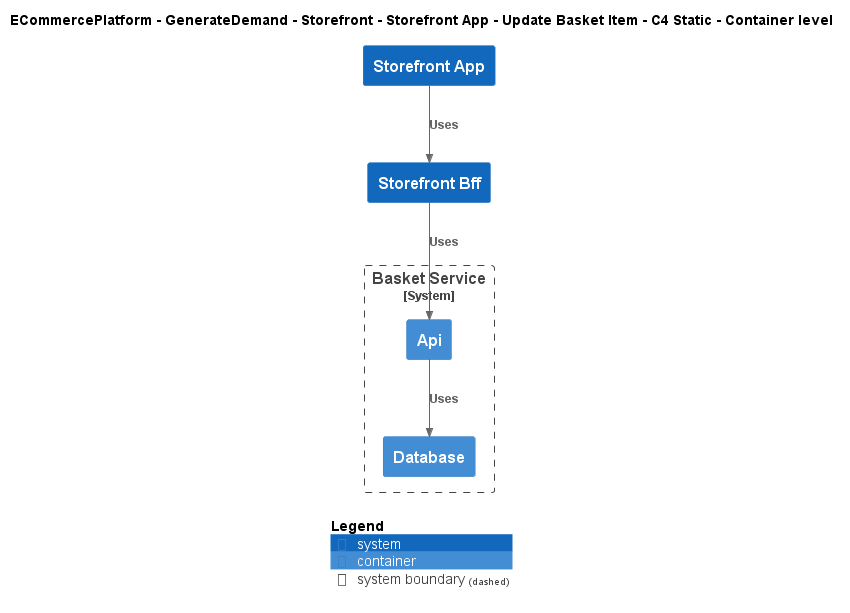 ECommercePlatform - GenerateDemand - Storefront - Storefront App - Update Basket Item - C4 Static - Container level
Storefront App
Uses
Storefront Bff
Uses
Basket Service
[System]
Api
Uses
Database
Legend
system
container
system boundary (dashed)